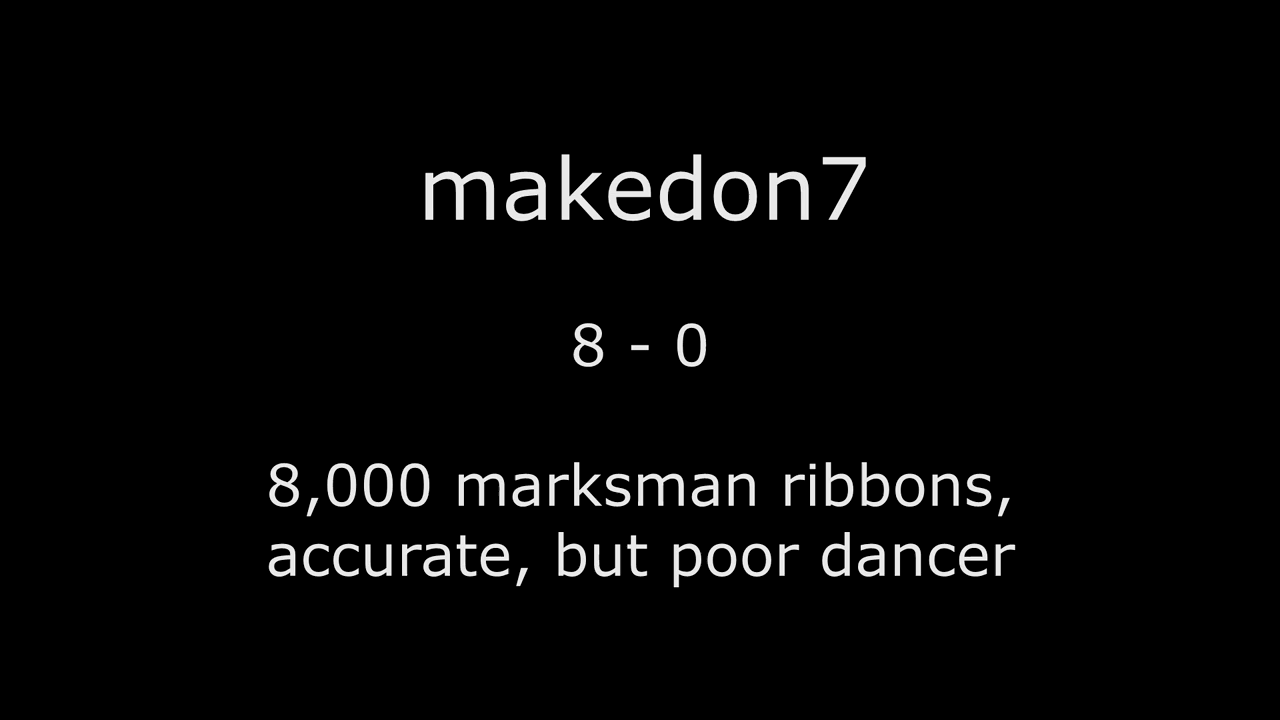 makedon7
8 - 0
8,000 marksman ribbons,
accurate, but poor dancer